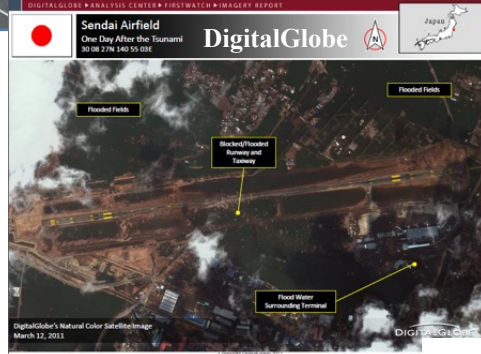 DIGITALGLOBE ▶ ANALYSIS CENTER ▶ FIRSTWATCH ▶ IMAGERY REPORT
Sendai Airfield
One Day After the Tsunami
30 08 27N 140 55 03E
DigitalGlobe
N
Japan
Flooded Fields
Flooded Fields
Blocked/Flooded
Runway and
Taxiway
Flood Water
Surrounding Terminal
DigitalGlobe's Natural Color Satellite Image
March 12, 2011
DIGITALGLOBE